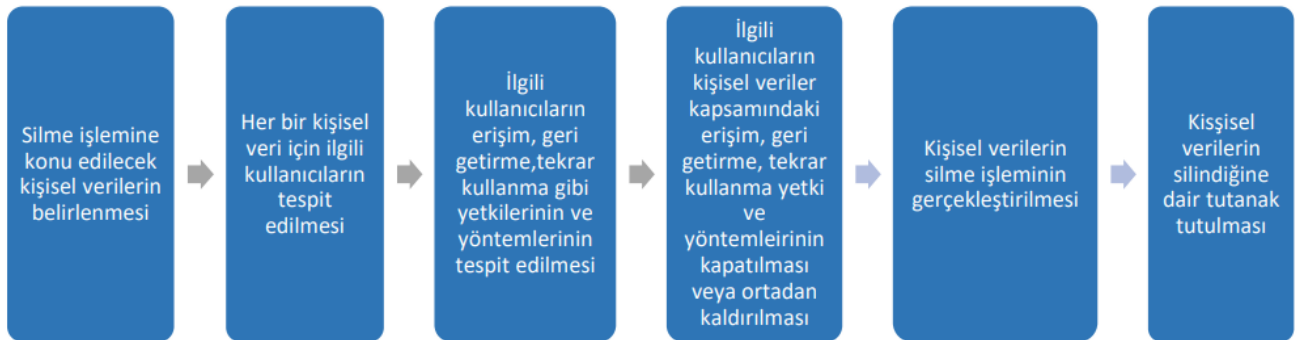 Silme işlemine
konu edilecek
kişisel verilerin
belirlenmesi
Her bir kişisel
veri için ilgili
kullanıcıların
tespit
edilmesi
İlgili
kullanıcıların
erişim, geri
getirme,tekrar
kullanma gibi
yetkilerinin ve
yöntemlerinin
tespit edilmesi
İlgili
kullanıcıların
kişisel veriler
kapsamındaki
erişim, geri
getirme, tekrar
kullanma yetki
ve
yöntemleirinin
kapatılması
veya ortadan
kaldırılması
Kişisel verilerin
silme işleminin
gerçekleştirilmesi
Kisşisel
verilerin
silindiğine
dair tutanak
tutulması